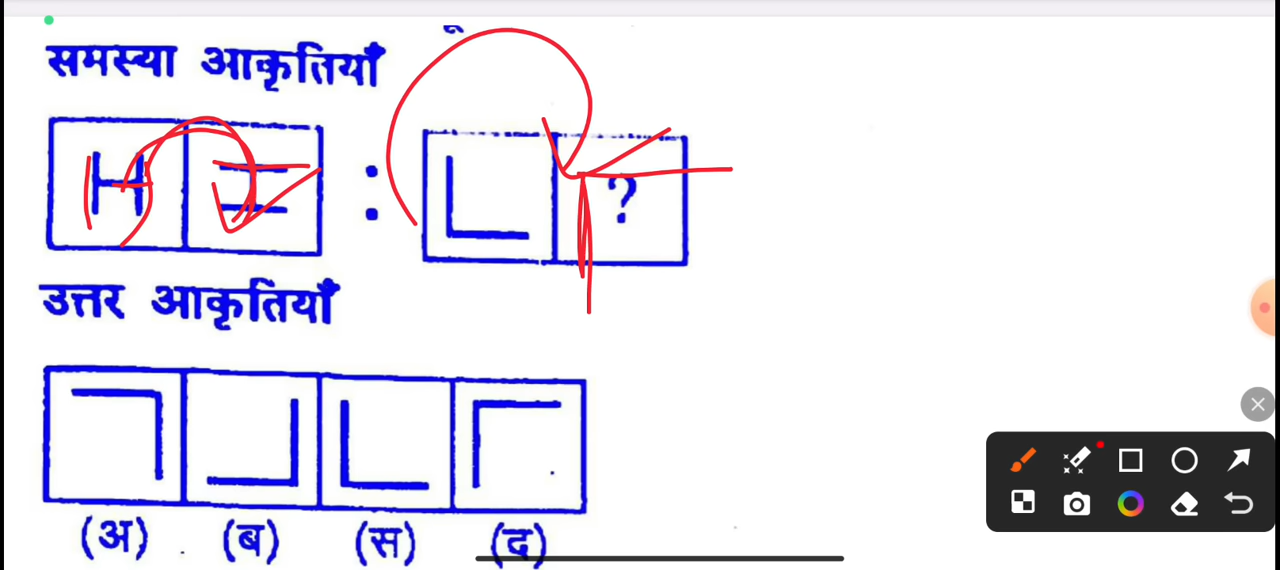 समस्या आकृतियाँ
?
उत्तर आकृतियाँ
(अ) (ब) (स) (द)